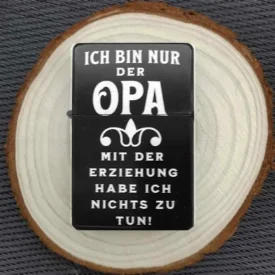 ICH BIN NUR
DER
OPA
MIT DER
ERZIEHUNG
HABE ICH
NICHTS ZU
TUN!